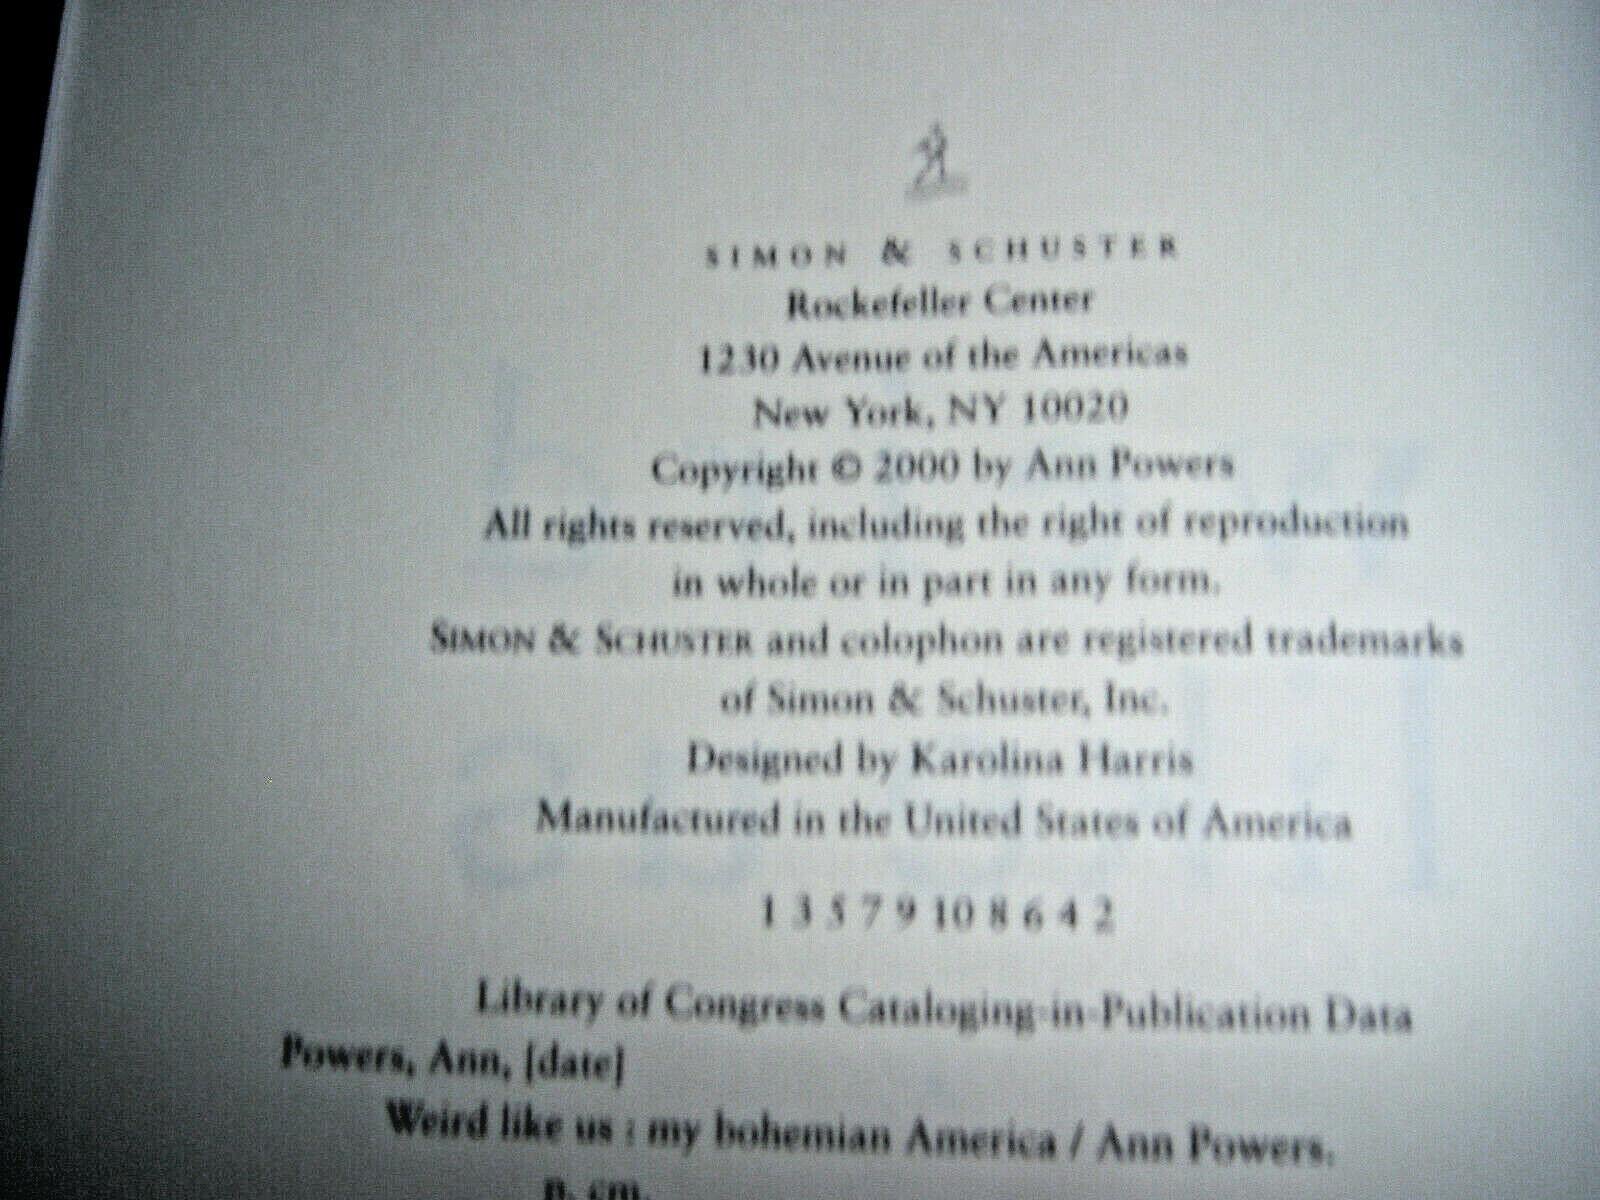 SIMON & SCHUSTER
Rockefeller Center
1230 Avenue of the Americas
New York, NY 10020
Copyright © 2000 by Ann Powers
All rights reserved, including the right of reproduction
in whole or in part in any form.
SIMON & SCHUSTER and colophon are registered trademarks
of Simon & Schuster, Inc.
Designed by Karolina Harris
Manufactured in the United States of America
1 3 5 7 9 10 8 6 4 2
Library of Congress Cataloging-in-Publication Data
Powers, Ann, [date]
Weird like us : my bohemian America / Ann Powers.
p. cm.